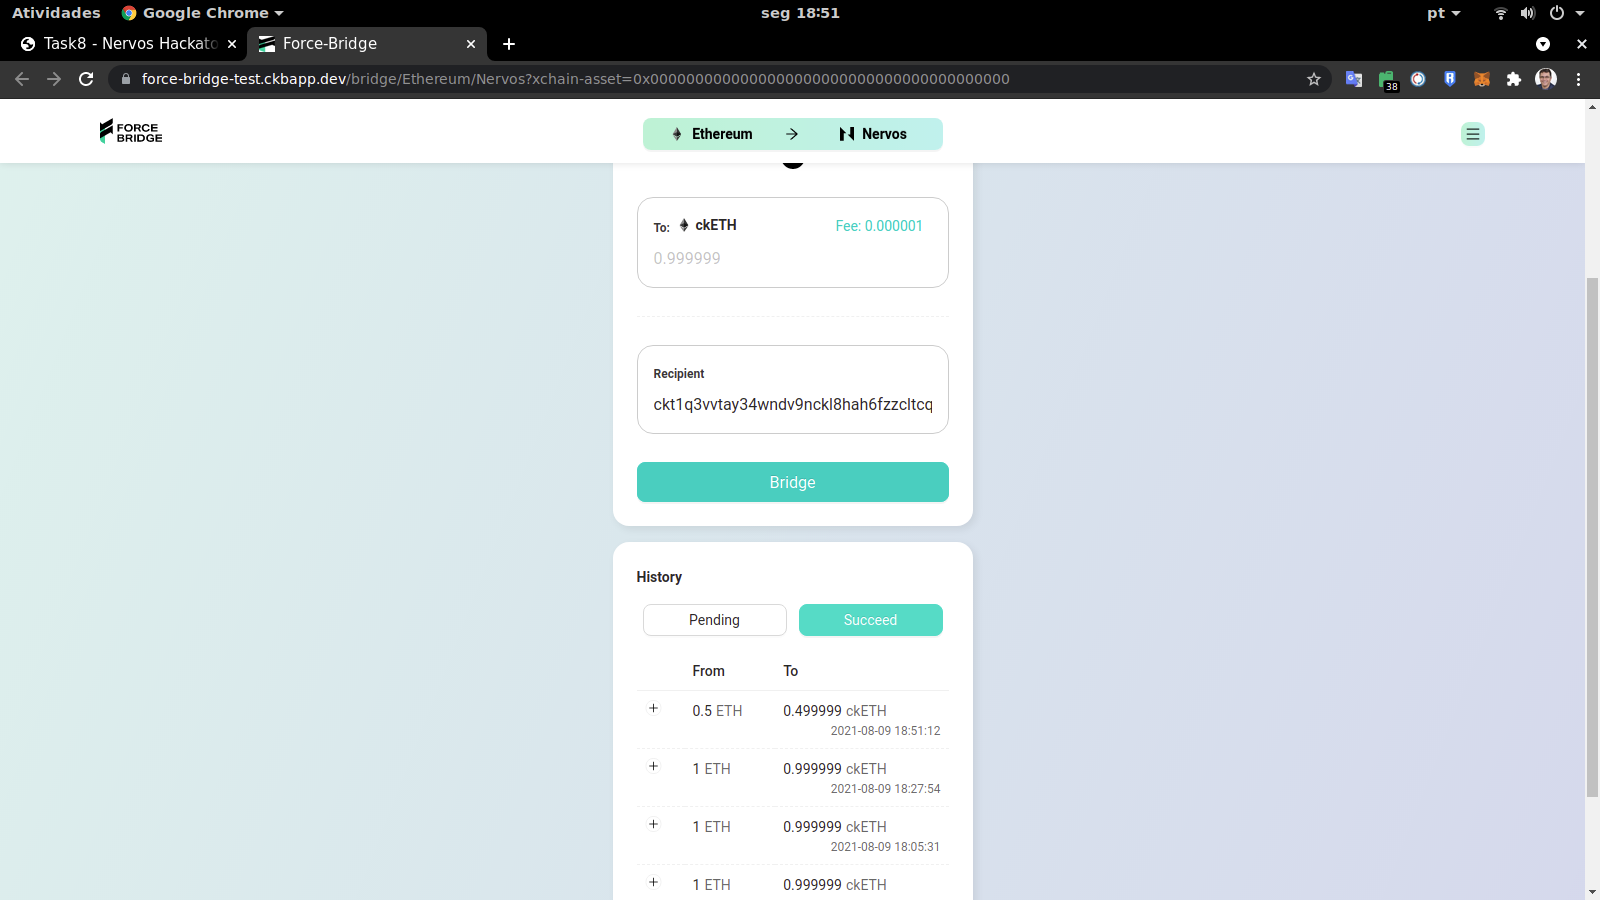 Atividades Google Chrome seg 18:51 pt
Task8 - Nervos Hackato Force-Bridge
force-bridge-test.ckbapp.dev/bridge/Ethereum/Nervos?xchain-asset=0x0000000000000000000000000000000000000000
38
FORCE BRIDGE
Ethereum → Nervos
To: ckETH Fee: 0.000001
0.999999
Recipient
ckt1q3vvtay34wndv9nckl8hah6fzzcltcq
Bridge
History
Pending Succeed
From To
+ 0.5 ETH 0.499999 ckETH
2021-08-09 18:51:12
+ 1 ETH 0.999999 ckETH
2021-08-09 18:27:54
+ 1 ETH 0.999999 ckETH
2021-08-09 18:05:31
+ 1 ETH 0.999999 ckETH